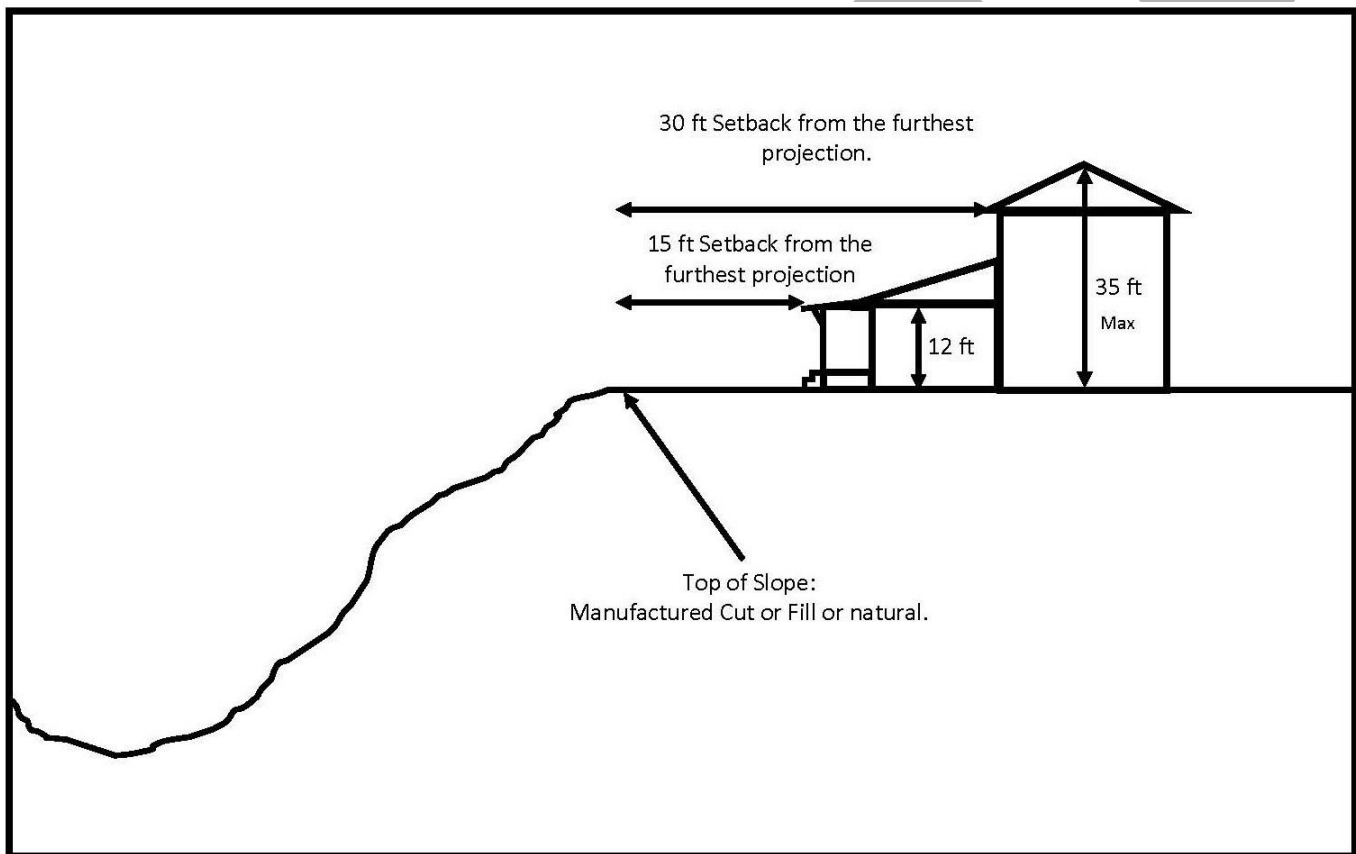 30 ft Setback from the furthest
projection.
15 ft Setback from the
furthest projection
35 ft
Max
12 ft
Top of Slope:
Manufactured Cut or Fill or natural.